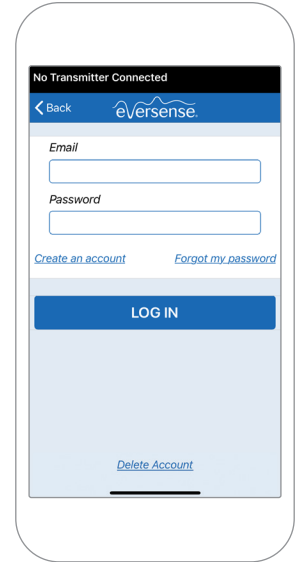 No Transmitter Connected
Back eversense.
Email
Password
Create an account Forgot my password
LOG IN
Delete Account